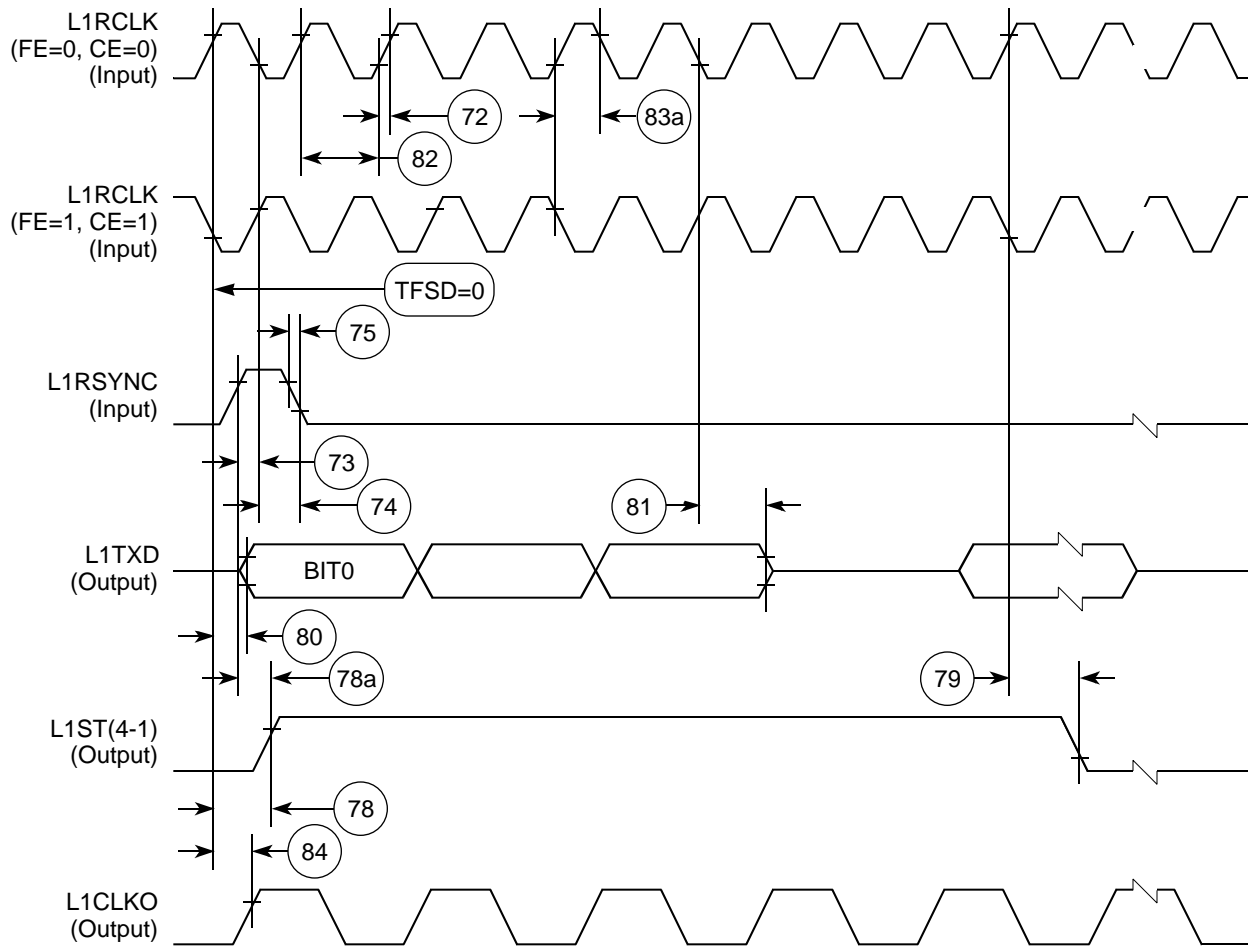 L1RCLK
(FE=0, CE=0)
(Input)
72
83a
82
L1RCLK
(FE=1, CE=1)
(Input)
TFSD=0
75
L1RSYNC
(Input)
73
74
81
L1TXD
(Output)
BIT0
80
78a
79
L1ST(4-1)
(Output)
78
84
L1CLKO
(Output)